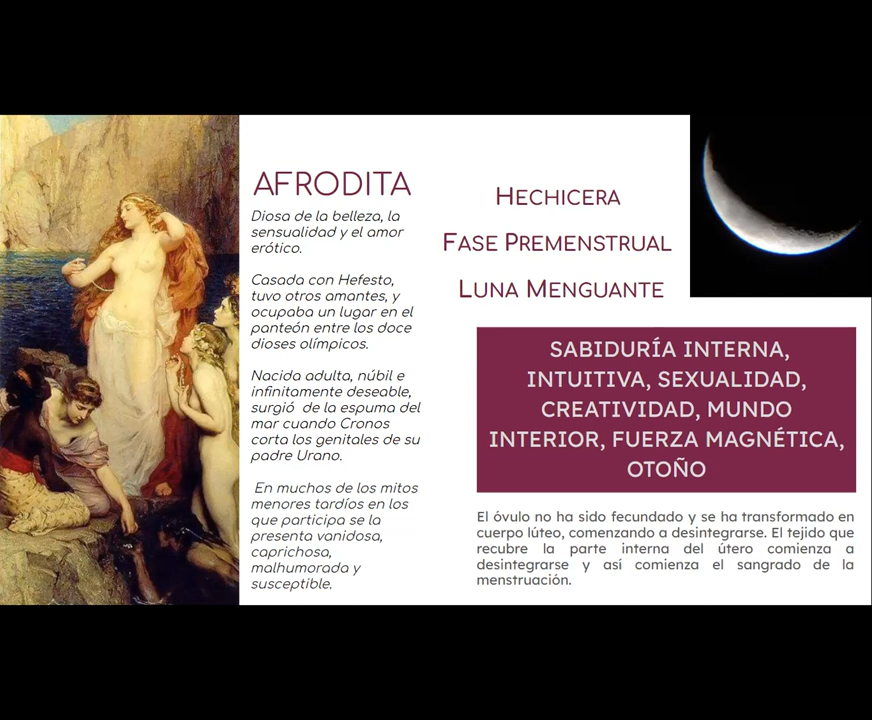 AFRODITA
Diosa de la belleza, la
sensualidad y el amor
erótico.
Casada con Hefesto,
tuvo otros amantes, y
ocupaba un lugar en el
panteón entre los doce
dioses olímpicos.
Nacida adulta, núbil e
infinitamente deseable,
surgió de la espuma del
mar cuando Cronos
corta los genitales de su
padre Urano.
En muchos de los mitos
menores tardíos en los
que participa se la
presenta vanidosa,
caprichosa,
malhumorada y
susceptible.
HECHICERA
FASE PREMENSTRUAL
LUNA MENGUANTE
SABIDURÍA INTERNA,
INTUITIVA, SEXUALIDAD,
CREATIVIDAD, MUNDO
INTERIOR, FUERZA MAGNÉTICA,
OTOÑO
El óvulo no ha sido fecundado y se ha transformado en
cuerpo lúteo, comenzando a desintegrarse. El tejido que
recubre la parte interna del útero comienza a
desintegrarse y así comienza el sangrado de la
menstruación.